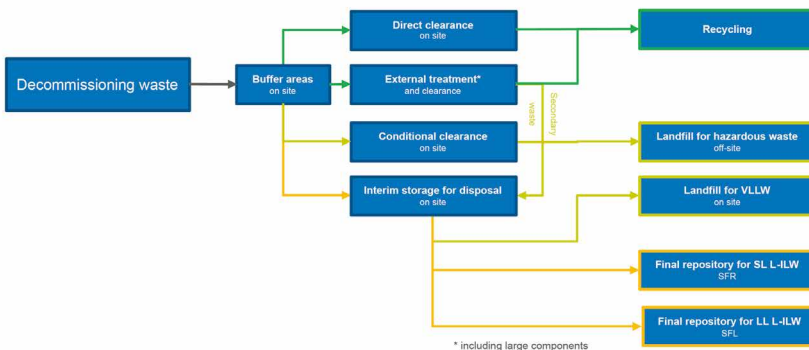 Decommissioning waste
Buffer areas
on site
Direct clearance
on site
External treatment*
and clearance
Conditional clearance
on site
Interim storage for disposal
on site
Secondary
waste
Recycling
Landfill for hazardous waste
off-site
Landfill for VLLW
on site
Final repository for SL L-ILW
SFR
Final repository for LL L-ILW
SFL
* including large components